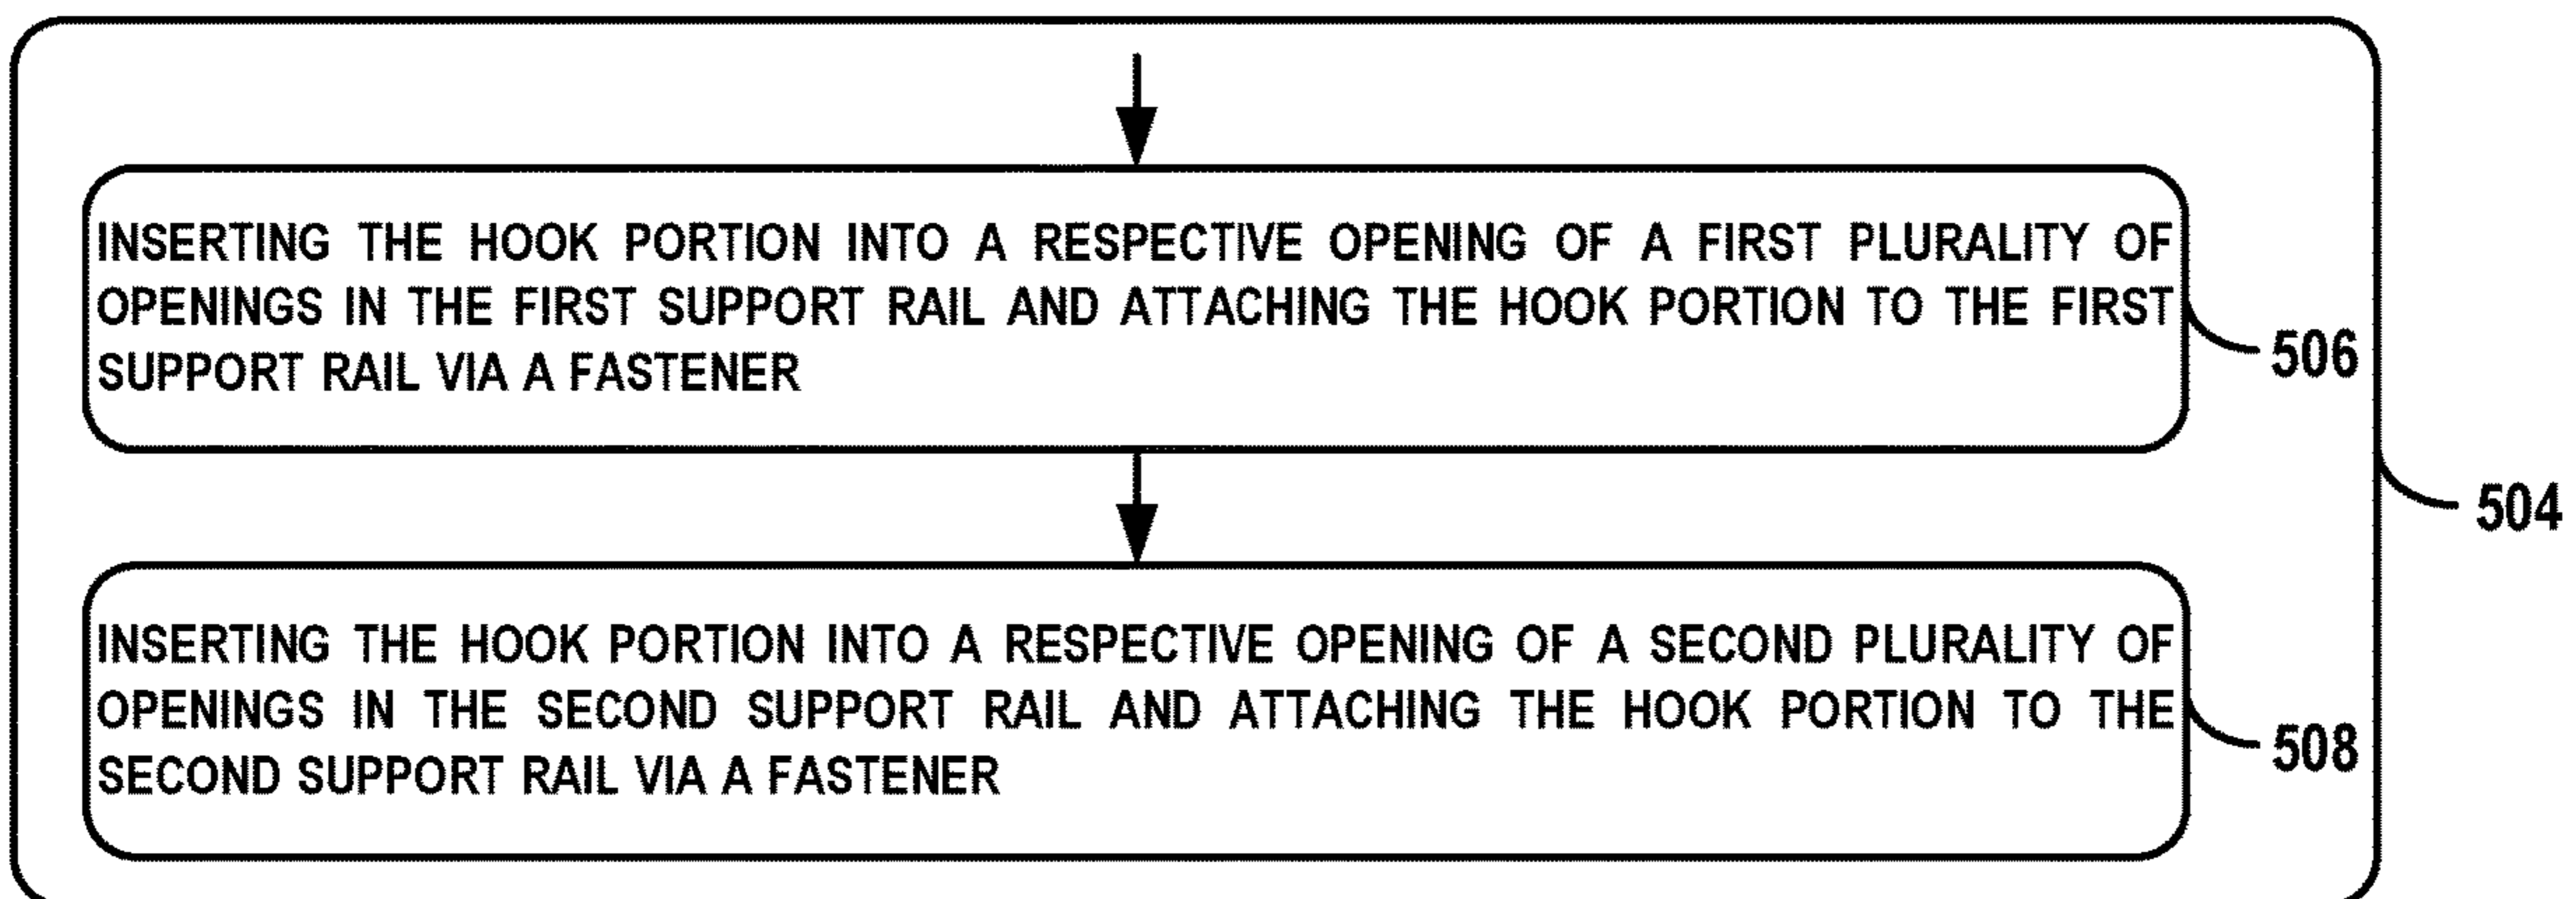 INSERTING THE HOOK PORTION INTO A RESPECTIVE OPENING OF A FIRST PLURALITY OF
OPENINGS IN THE FIRST SUPPORT RAIL AND ATTACHING THE HOOK PORTION TO THE FIRST
SUPPORT RAIL VIA A FASTENER
506
504
INSERTING THE HOOK PORTION INTO A RESPECTIVE OPENING OF A SECOND PLURALITY OF
OPENINGS IN THE SECOND SUPPORT RAIL AND ATTACHING THE HOOK PORTION TO THE
SECOND SUPPORT RAIL VIA A FASTENER
508